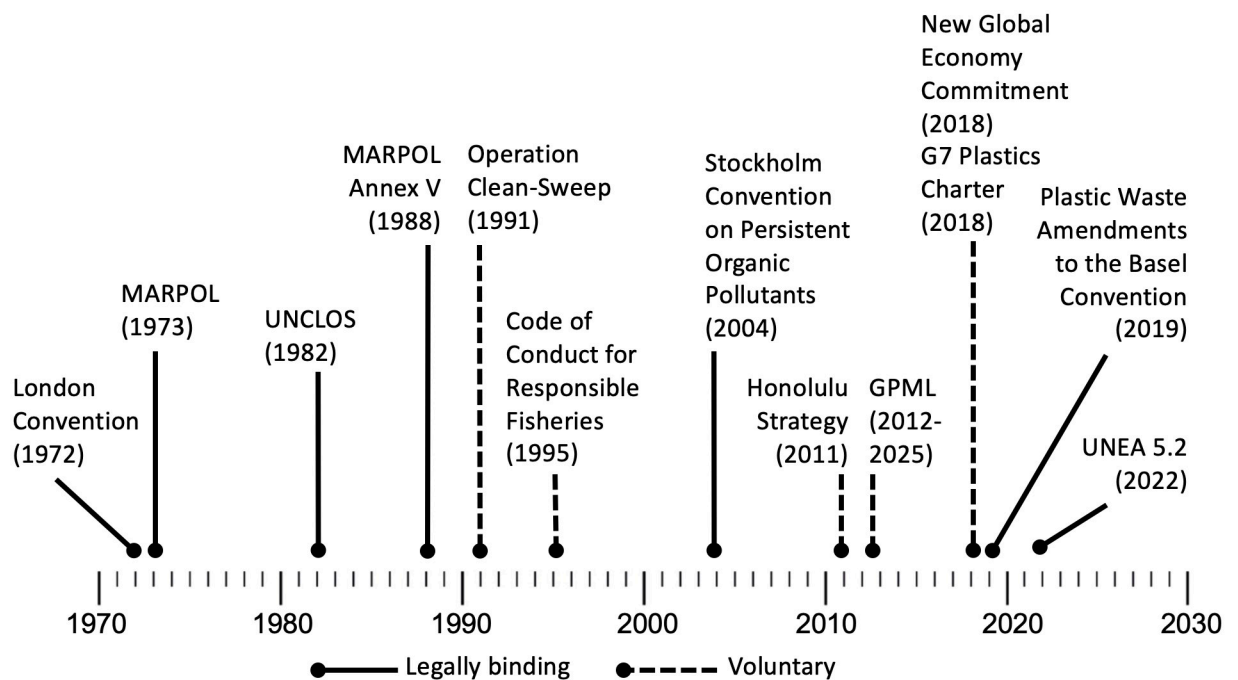 London
Convention
(1972)
MARPOL
(1973)
UNCLOS
(1982)
MARPOL
Annex V
(1988)
Operation
Clean-Sweep
(1991)
Code of
Conduct for
Responsible
Fisheries
(1995)
Stockholm
Convention
on Persistent
Organic
Pollutants
(2004)
Honolulu
Strategy
(2011)
GPML
(2012-
2025)
New Global
Economy
Commitment
(2018)
G7 Plastics
Charter
(2018)
Plastic Waste
Amendments
to the Basel
Convention
(2019)
UNEA 5.2
(2022)
1970 1980 1990 2000 2010 2020 2030
Legally binding Voluntary